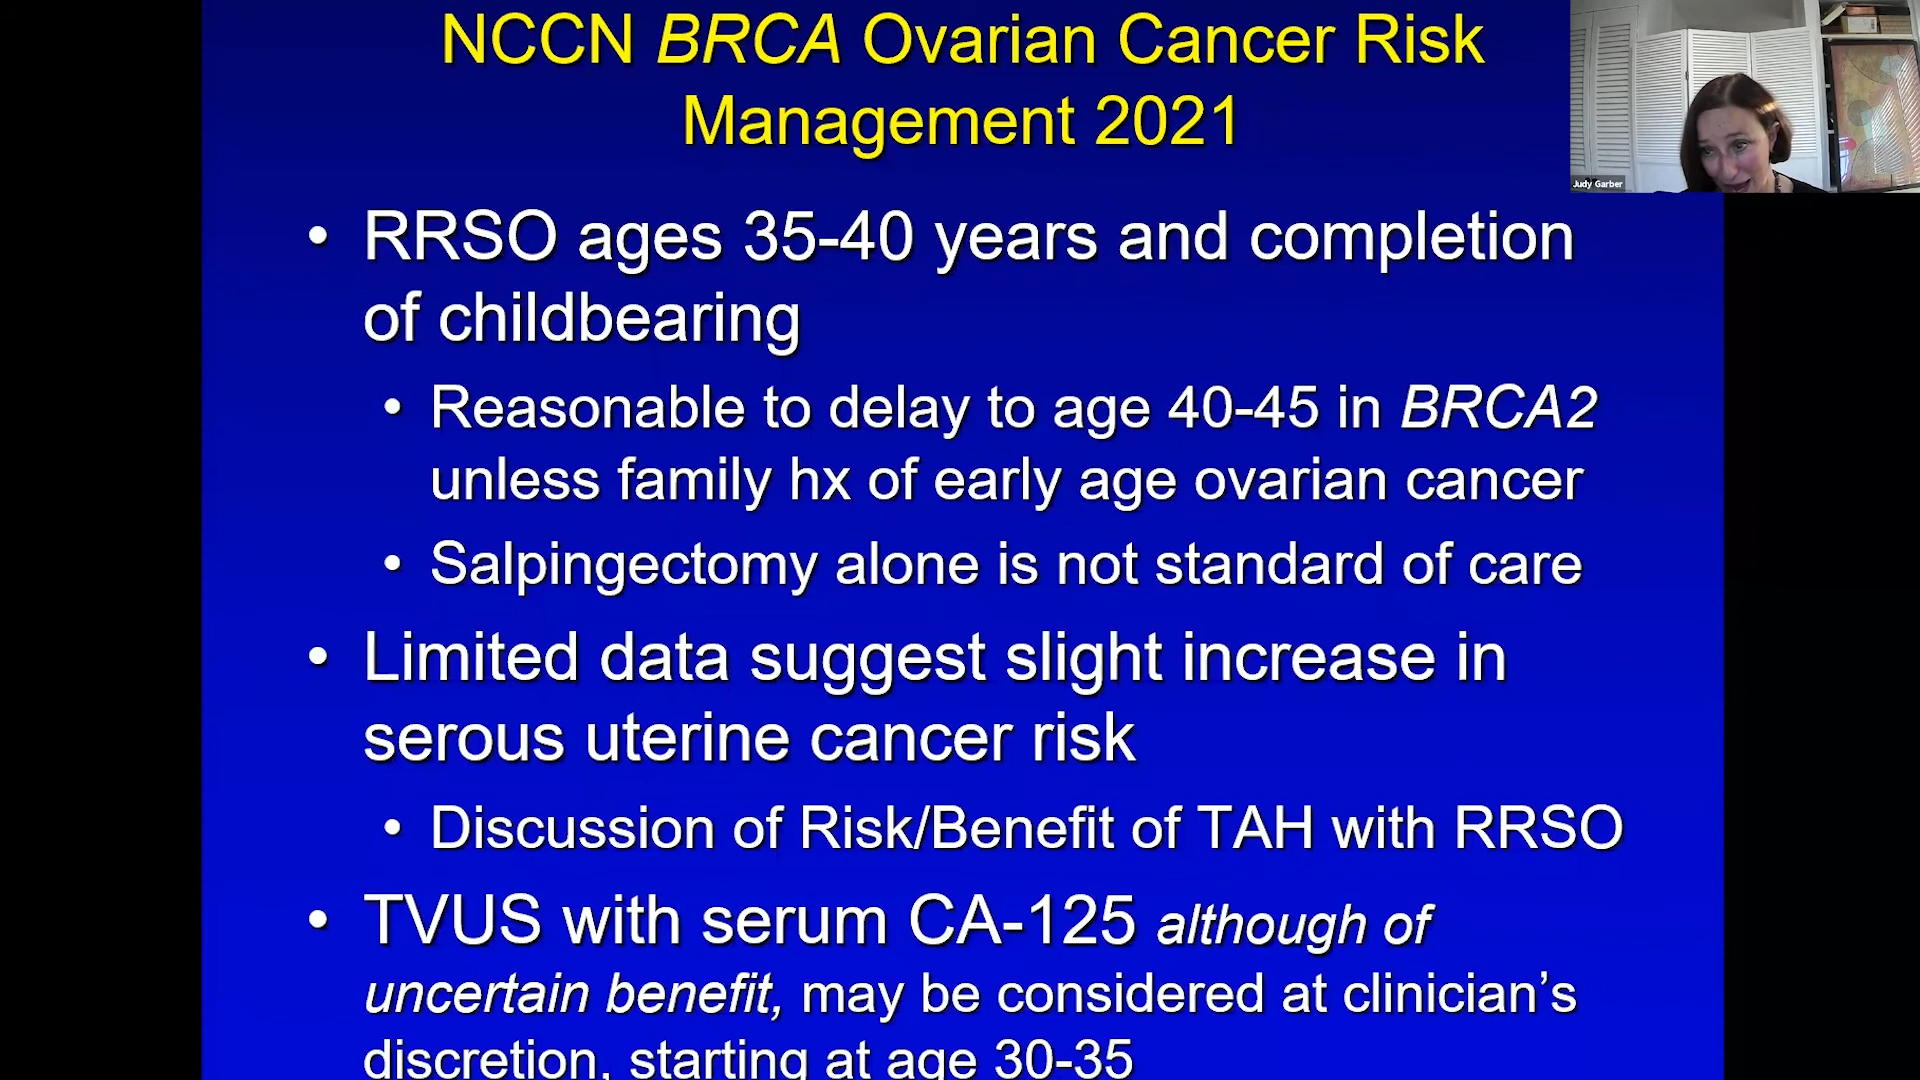 NCCN BRCA Ovarian Cancer Risk
Management 2021
Judy Garber
• RRSO ages 35-40 years and completion
of childbearing
• Reasonable to delay to age 40-45 in BRCA2
unless family hx of early age ovarian cancer
• Salpingectomy alone is not standard of care
• Limited data suggest slight increase in
serous uterine cancer risk
• Discussion of Risk/Benefit of TAH with RRSO
• TVUS with serum CA-125 although of
uncertain benefit, may be considered at clinician’s
discretion, starting at age 30-35